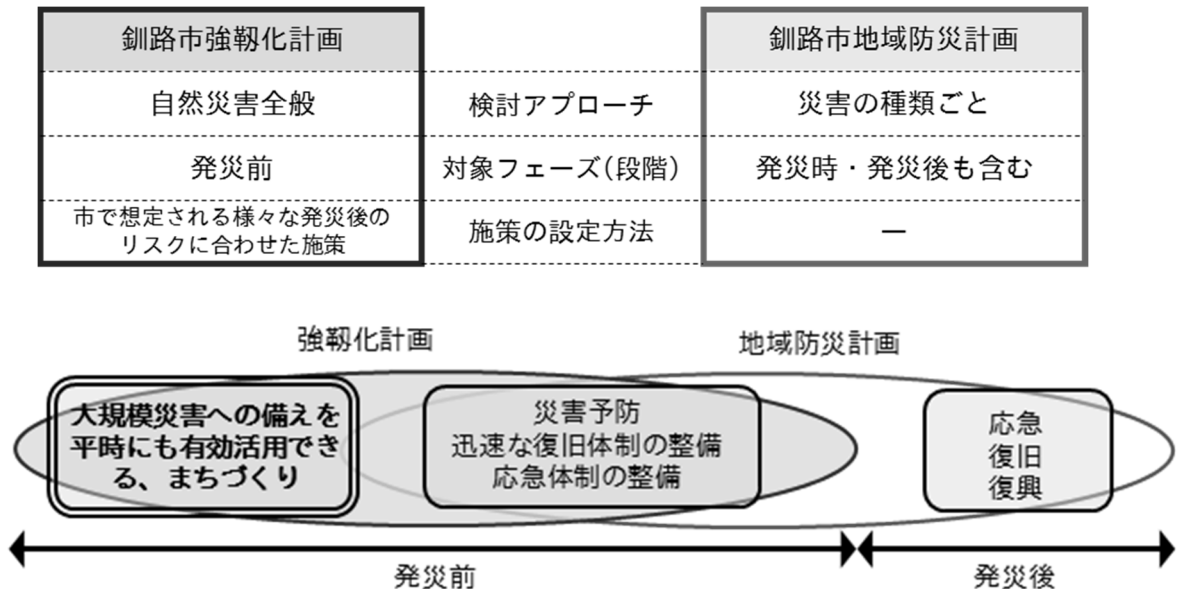 釧路市強靱化計画
釧路市地域防災計画
自然災害全般
検討アプローチ
災害の種類ごと
発災前
対象フェーズ(段階)
発災時・発災後も含む
市で想定される様々な発災後の
リスクに合わせた施策
施策の設定方法
ー
強靱化計画
地域防災計画
大規模災害への備えを
平時にも有効活用でき
る、まちづくり
災害予防
迅速な復旧体制の整備
応急体制の整備
応急
復旧
復興
発災前
発災後